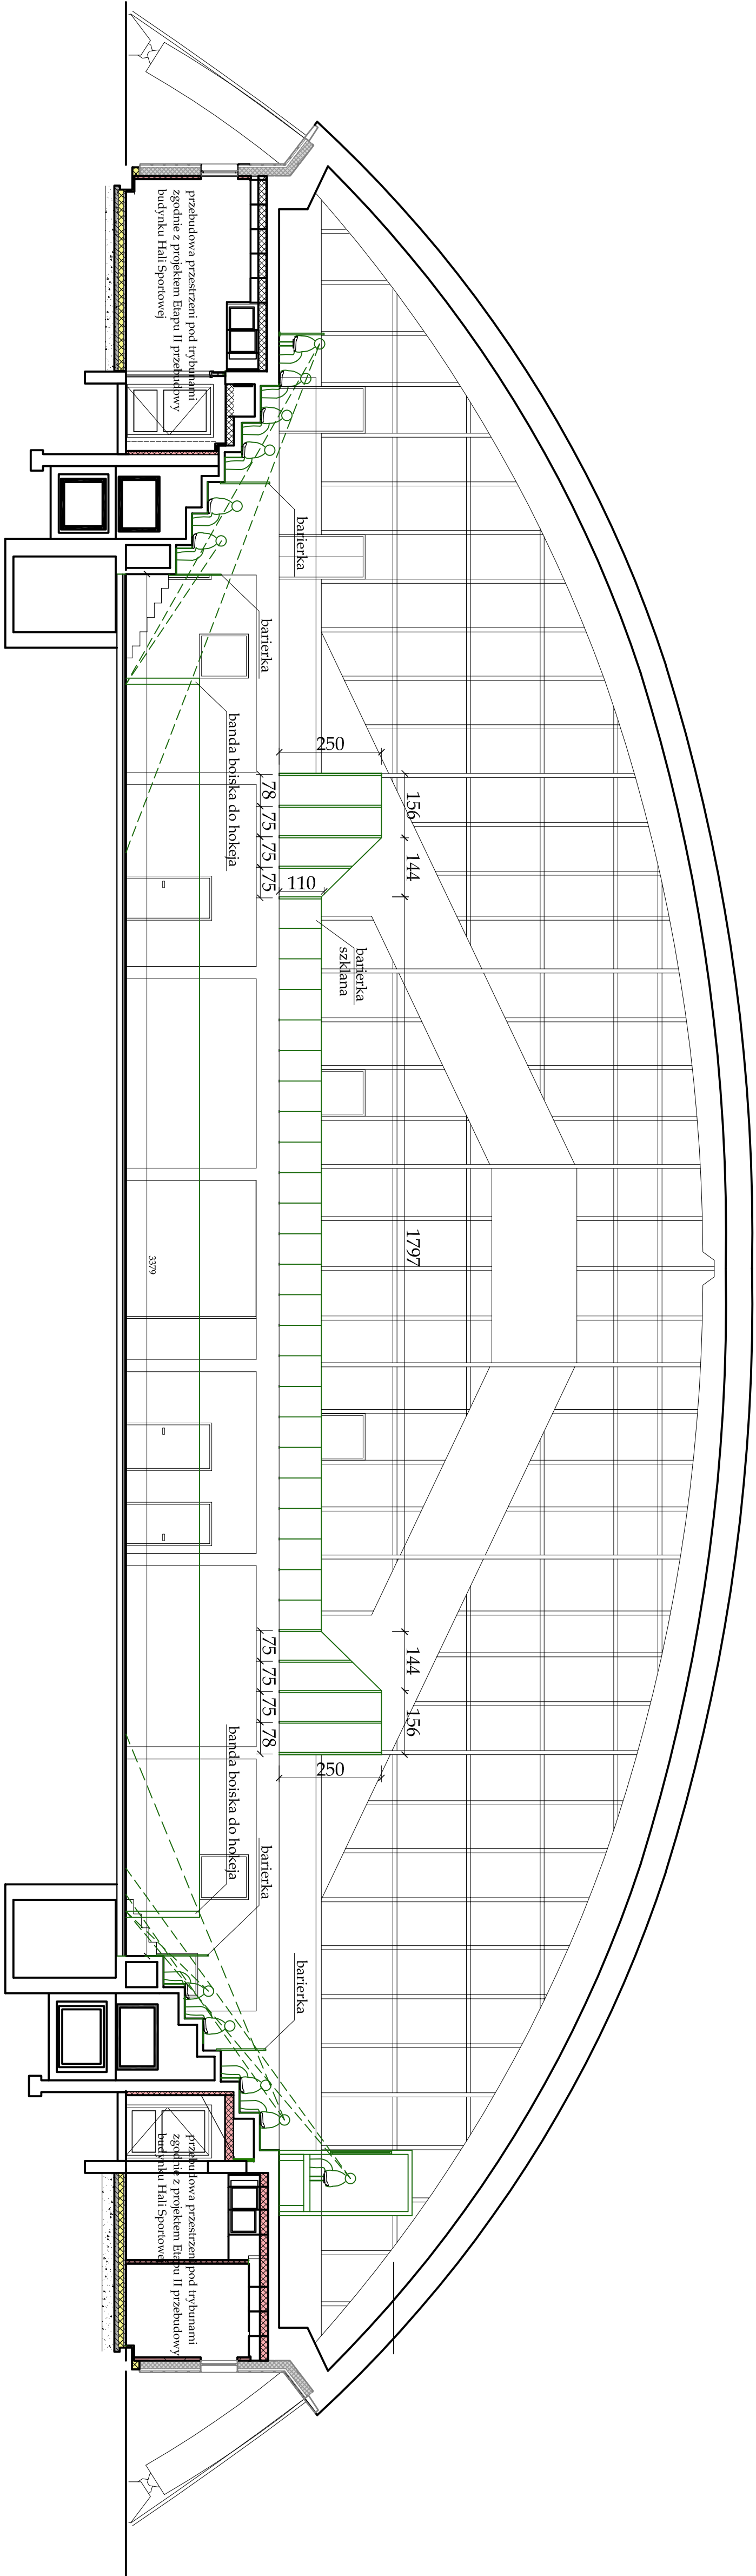 przebudowa przestrzeni pod trybunami
zgodnie z projektem Etapu II przebudowy
budynku Hali Sportowej
barierka
barierka
banda boiska do hokeja
250
156
144
78
75
75
75
110
barierka
szklana
1797
3379
144
156
75
75
75
78
250
banda boiska do hokeja
barierka
barierka
przebudowa przestrzeni pod trybunami
zgodnie z projektem Etapu II przebudowy
budynku Hali Sportowej